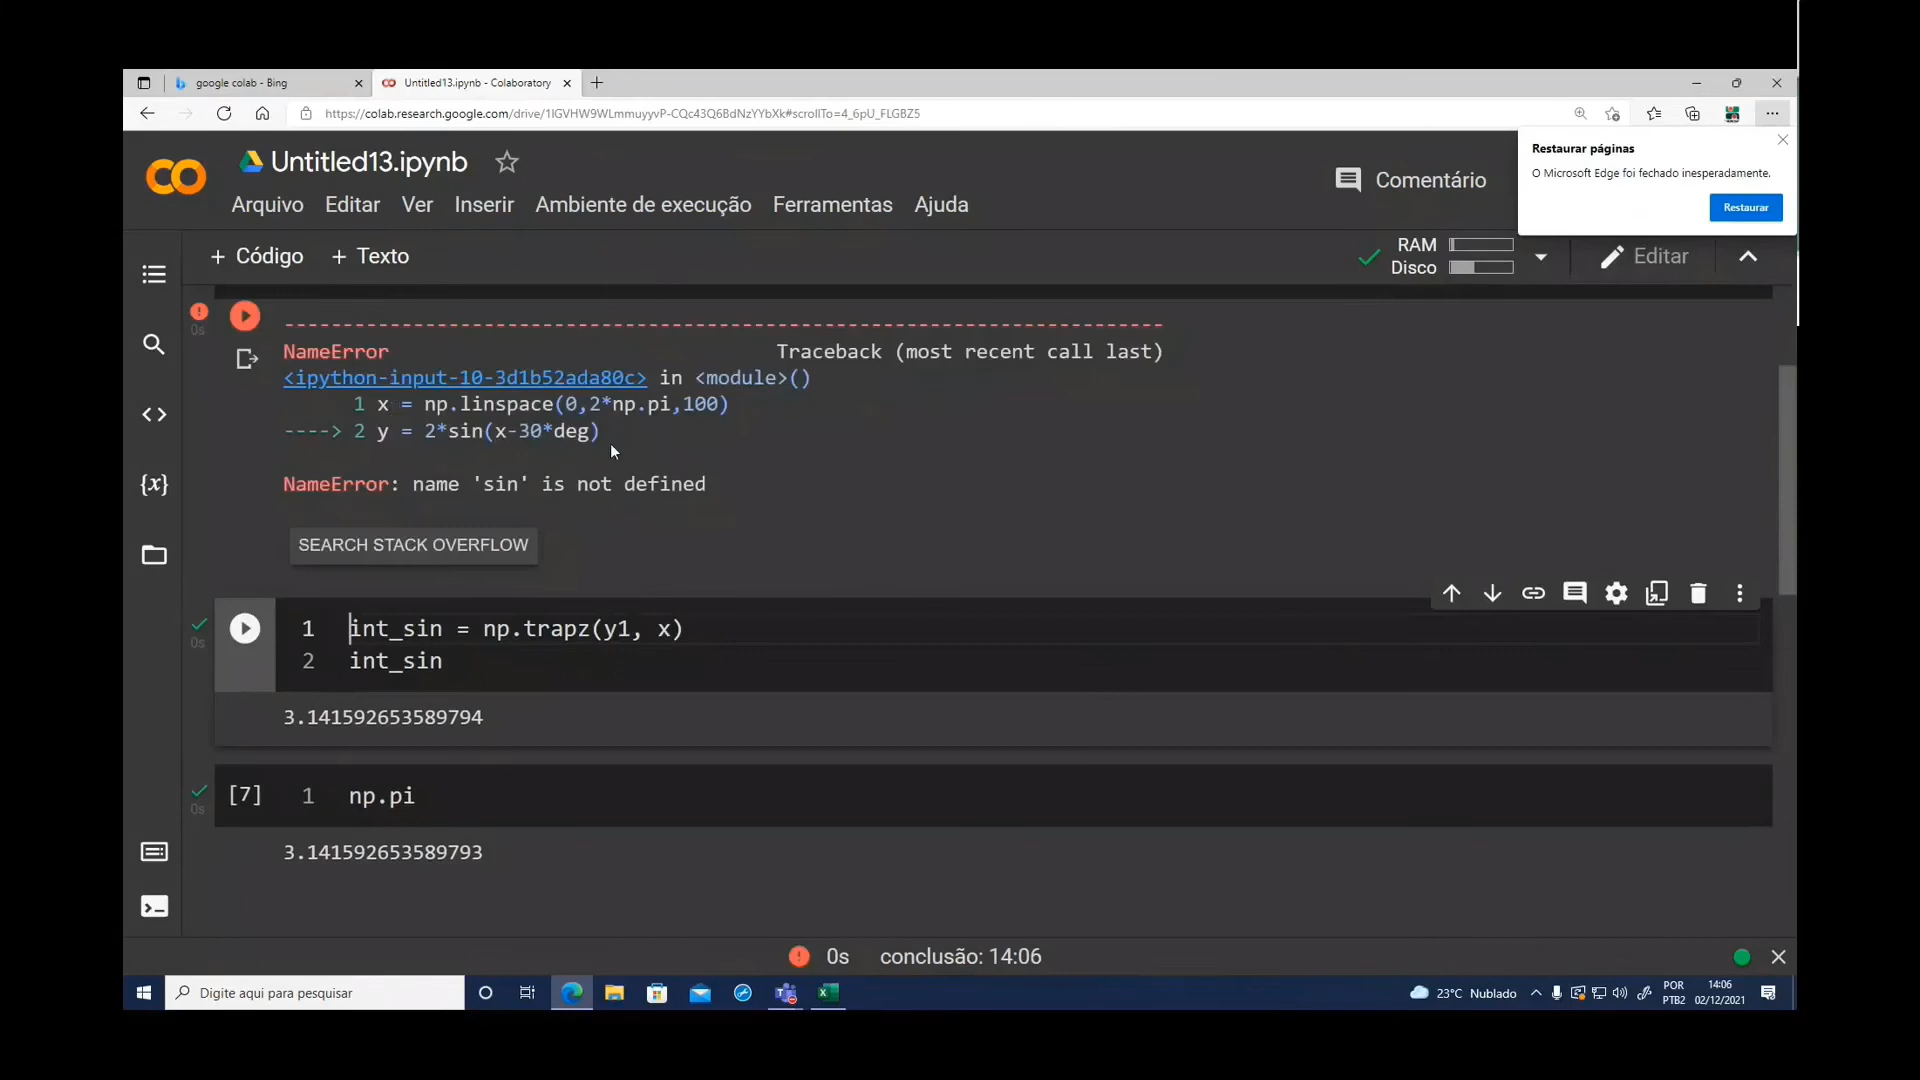 google colab - Bing
Untitled13.ipynb - Colaboratory
https://colab.research.google.com/drive/1IGVHW9WLmmuyyvP-CQc43Q6BdNzYYbXk#scrollTo=4_6pU_FLGBZ5
Restaurar páginas
O Microsoft Edge foi fechado inesperadamente.
Restaurar
Untitled13.ipynb
Comentário
Arquivo Editar Ver Inserir Ambiente de execução Ferramentas Ajuda
+ Código + Texto
RAM
Disco
Editar
0s
---------------------------------------------------------------------------
NameError Traceback (most recent call last)
<ipython-input-10-3d1b52ada80c> in <module>()
1 x = np.linspace(0,2*np.pi,100)
----> 2 y = 2*sin(x-30*deg)
NameError: name 'sin' is not defined
SEARCH STACK OVERFLOW
0s
1 int_sin = np.trapz(y1, x)
2 int_sin
3.141592653589794
0s
[7] 1 np.pi
3.141592653589793
0s conclusão: 14:06
Digite aqui para pesquisar
23°C Nublado
POR
PTB2
14:06
02/12/2021